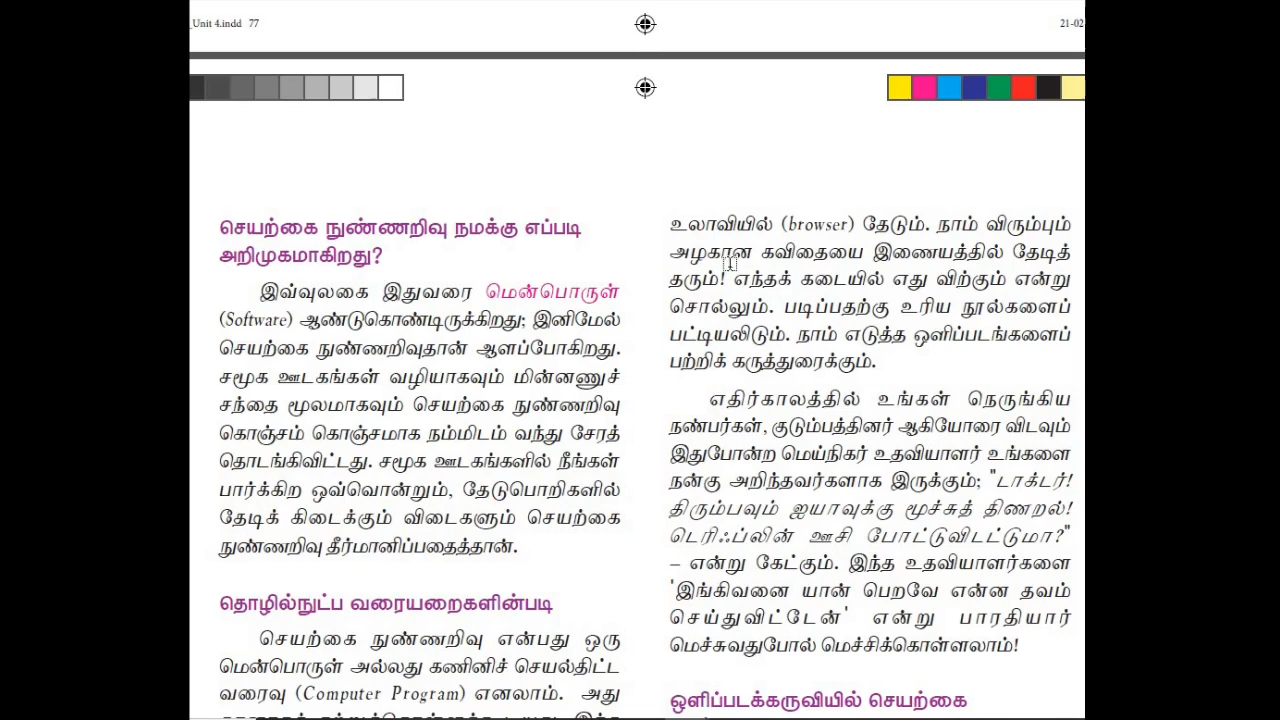 _Unit 4.indd 77
21-02
செயற்கை நுண்ணறிவு நமக்கு எப்படி
அறிமுகமாகிறது?
இவ்வுலகை இதுவரை மென்பொருள்
(Software) ஆண்டுகொண்டிருக்கிறது; இனிமேல்
செயற்கை நுண்ணறிவுதான் ஆளப்போகிறது.
சமூக ஊடகங்கள் வழியாகவும் மின்னணுச்
சந்தை மூலமாகவும் செயற்கை நுண்ணறிவு
கொஞ்சம் கொஞ்சமாக நம்மிடம் வந்து சேரத்
தொடங்கிவிட்டது. சமூக ஊடகங்களில் நீங்கள்
பார்க்கிற ஒவ்வொன்றும், தேடுபொறிகளில்
தேடிக் கிடைக்கும் விடைகளும் செயற்கை
நுண்ணறிவு தீர்மானிப்பதைத்தான்.
தொழில்நுட்ப வரையறைகளின்படி
செயற்கை நுண்ணறிவு என்பது ஒரு
மென்பொருள் அல்லது கணினிச் செயல்திட்ட
வரைவு (Computer Program) எனலாம். அது
உலாவியில் (browser) தேடும். நாம் விரும்பும்
அழகான கவிதையை இணையத்தில் தேடித்
தரும்! எந்தக் கடையில் எது விற்கும் என்று
சொல்லும். படிப்பதற்கு உரிய நூல்களைப்
பட்டியலிடும். நாம் எடுத்த ஒளிப்படங்களைப்
பற்றிக் கருத்துரைக்கும்.
எதிர்காலத்தில் உங்கள் நெருங்கிய
நண்பர்கள், குடும்பத்தினர் ஆகியோரை விடவும்
இதுபோன்ற மெய்நிகர் உதவியாளர் உங்களை
நன்கு அறிந்தவர்களாக இருக்கும்; "டாக்டர்!
திரும்பவும் ஐயாவுக்கு மூச்சுத் திணறல்!
டெரிஃப்லின் ஊசி போட்டுவிடட்டுமா?"
– என்று கேட்கும். இந்த உதவியாளர்களை
'இங்கிவனை யான் பெறவே என்ன தவம்
செய்துவிட்டேன்' என்று பாரதியார்
மெச்சுவதுபோல் மெச்சிக்கொள்ளலாம்!
ஒளிப்படக்கருவியில் செயற்கை